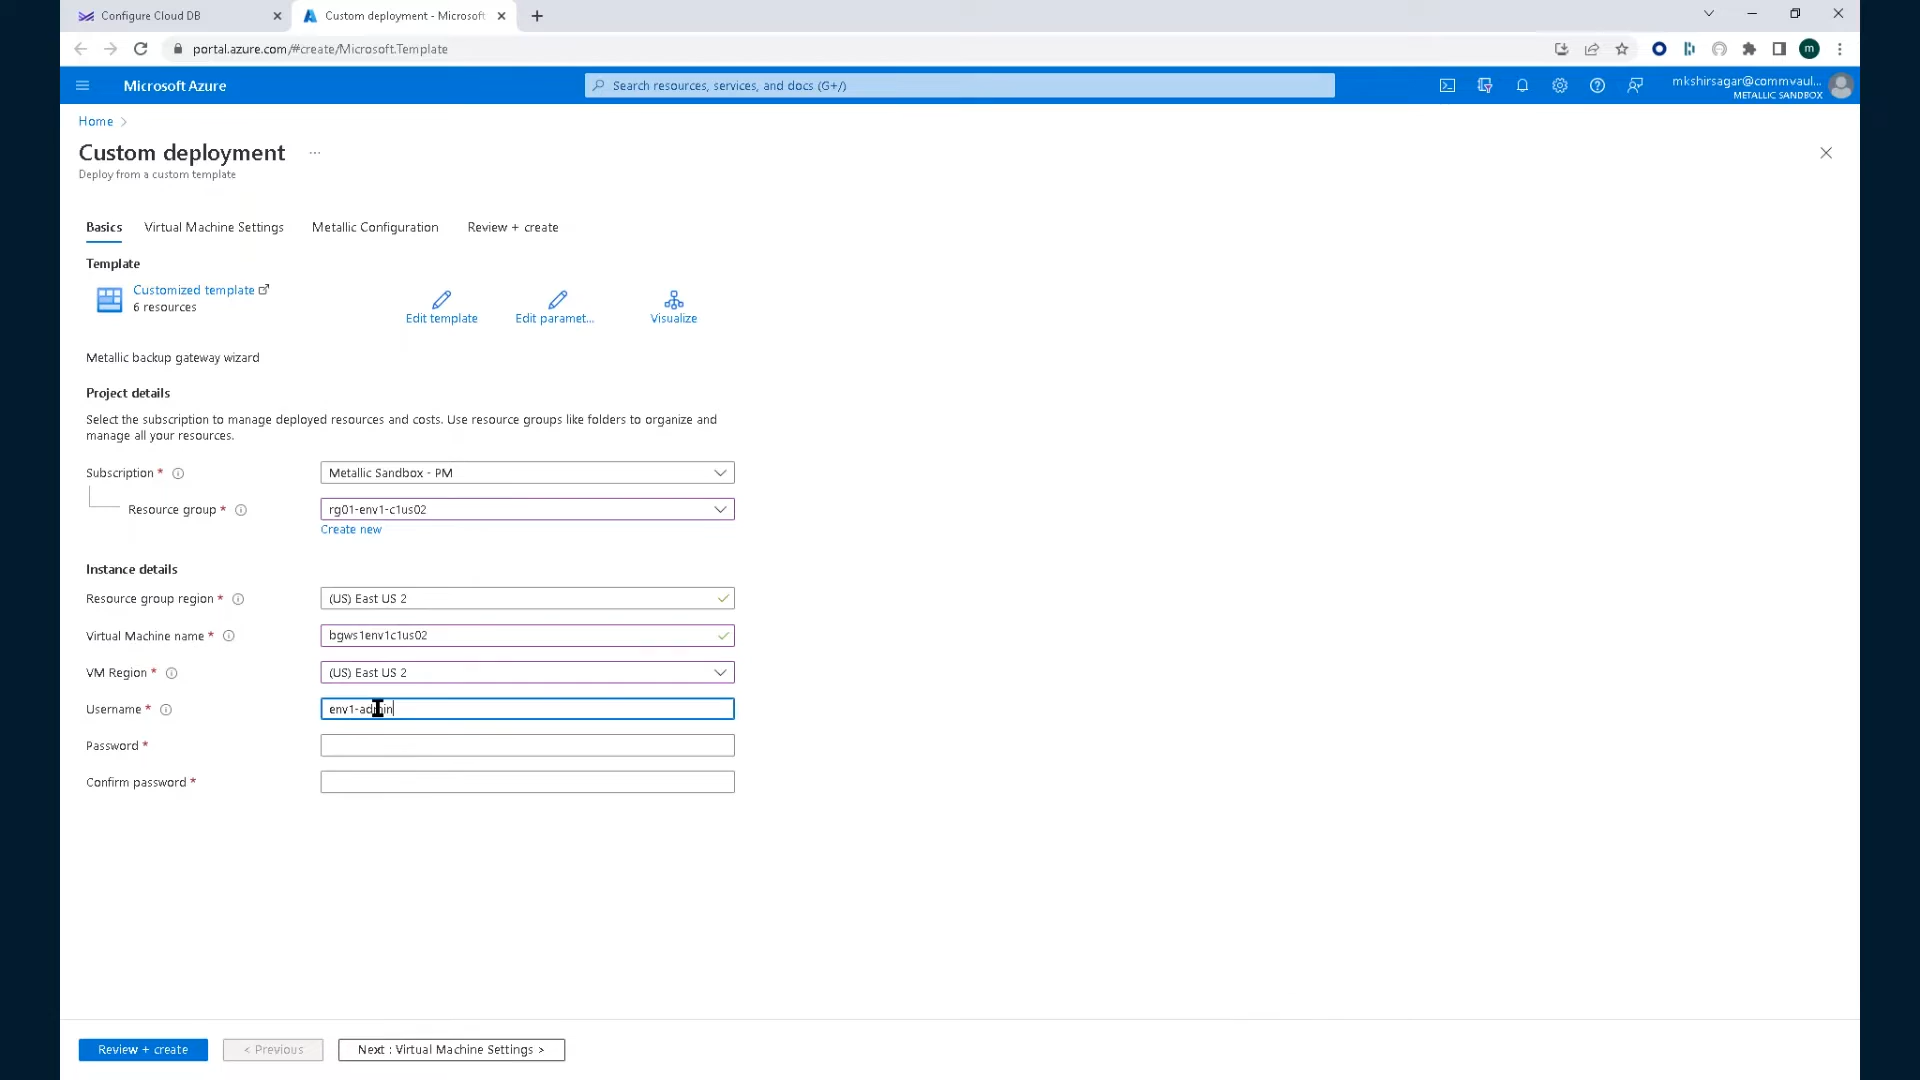 Configure Cloud DB
Custom deployment - Microsoft
portal.azure.com/#create/Microsoft.Template
m
Microsoft Azure
Search resources, services, and docs (G+/)
mkshirsagar@commvaul...
METALLIC SANDBOX
Home
Custom deployment ...
Deploy from a custom template
Basics
Virtual Machine Settings
Metallic Configuration
Review + create
Template
Customized template
6 resources
Edit template
Edit paramet...
Visualize
Metallic backup gateway wizard
Project details
Select the subscription to manage deployed resources and costs. Use resource groups like folders to organize and
manage all your resources.
Subscription *
Metallic Sandbox - PM
Resource group *
rg01-env1-c1us02
Create new
Instance details
Resource group region *
(US) East US 2
Virtual Machine name *
bgws1env1c1us02
VM Region *
(US) East US 2
Username *
env1-admin
Password *
Confirm password *
Review + create
< Previous
Next : Virtual Machine Settings >